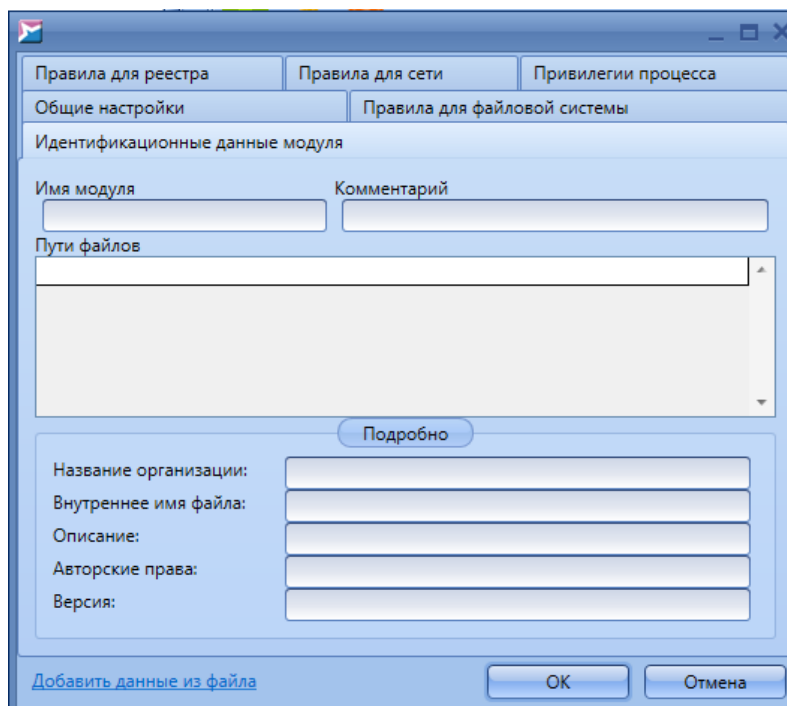 Правила для реестра
Правила для сети
Привилегии процесса
Общие настройки
Правила для файловой системы
Идентификационные данные модуля
Имя модуля
Комментарий
Пути файлов
Подробно
Название организации:
Внутреннее имя файла:
Описание:
Авторские права:
Версия:
Добавить данные из файла
OK
Отмена